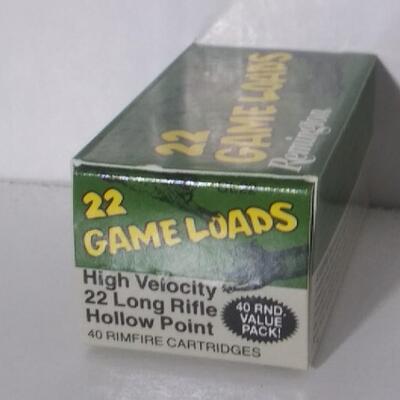 22
GAME LOADS
Remington
22
GAME LOADS
High Velocity
22 Long Rifle
Hollow Point
40 RIMFIRE CARTRIDGES
40 RND.
VALUE
PACK!